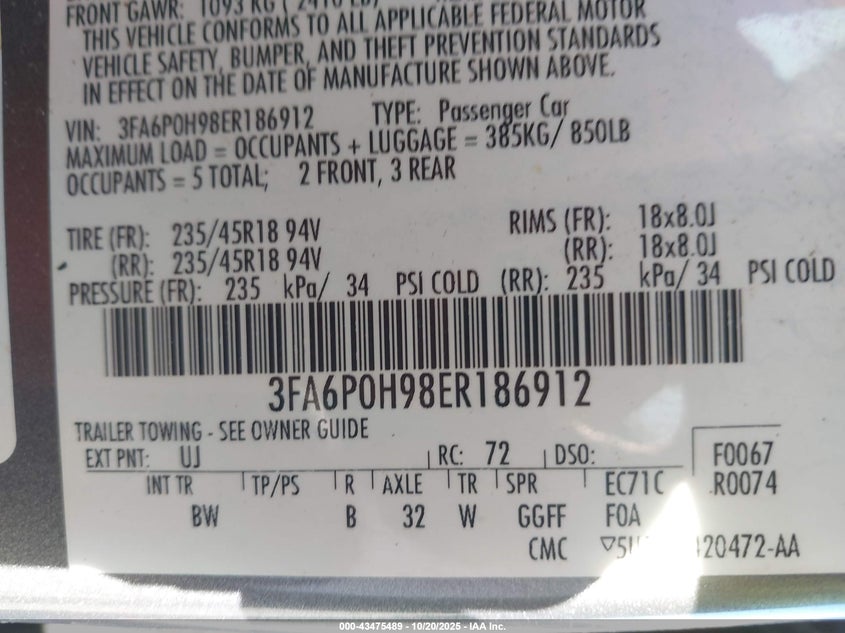 FRONT GAWR: 1093 KG ( 2410 LB)
THIS VEHICLE CONFORMS TO ALL APPLICABLE FEDERAL MOTOR
VEHICLE SAFETY, BUMPER, AND THEFT PREVENTION STANDARDS
IN EFFECT ON THE DATE OF MANUFACTURE SHOWN ABOVE.
VIN: 3FA6P0H98ER186912 TYPE: Passenger Car
MAXIMUM LOAD = OCCUPANTS + LUGGAGE = 385KG/ 850LB
OCCUPANTS = 5 TOTAL; 2 FRONT, 3 REAR
TIRE (FR): 235/45R18 94V RIMS (FR): 18x8.0J
(RR): 235/45R18 94V (RR): 18x8.0J
PRESSURE (FR): 235 kPa/ 34 PSI COLD (RR): 235 kPa/ 34 PSI COLD
3FA6P0H98ER186912
TRAILER TOWING - SEE OWNER GUIDE
EXT PNT: UJ RC: 72 DSO: F0067
INT TR TP/PS R AXLE TR SPR EC71C R0074
BW B 32 W GGFF F0A
CMC 20472-AA
000-43475489 - 10/20/2025 - IAA Inc.